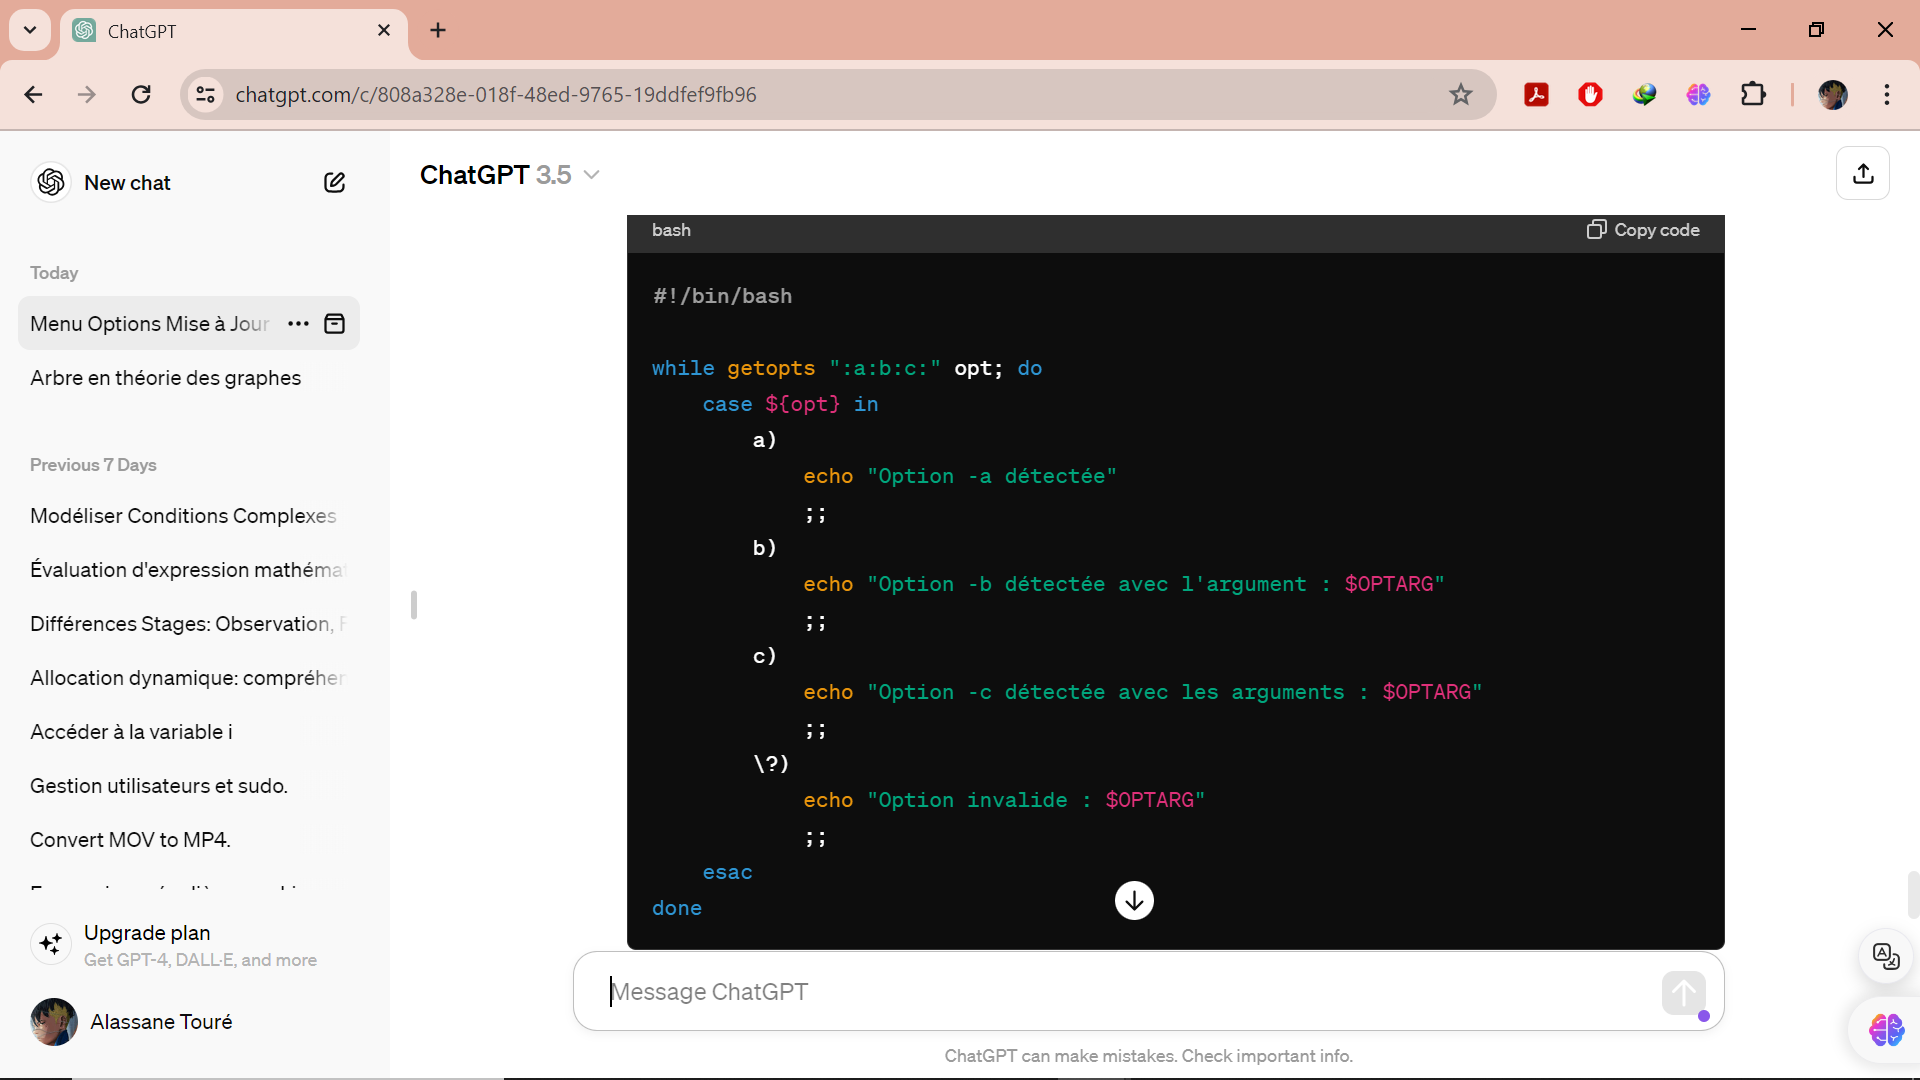 ChatGPT
chatgpt.com/c/808a328e-018f-48ed-9765-19ddfef9fb96
New chat
Today
Menu Options Mise à Jour
Arbre en théorie des graphes
Previous 7 Days
Modéliser Conditions Complexes
Évaluation d'expression mathémat
Différences Stages: Observation,
Allocation dynamique: compréhen
Accéder à la variable i
Gestion utilisateurs et sudo.
Convert MOV to MP4.
Upgrade plan
Get GPT-4, DALL·E, and more
Alassane Touré
ChatGPT 3.5
bash
Copy code
#!/bin/bash
while getopts ":a:b:c:" opt; do
case ${opt} in
a)
echo "Option -a détectée"
;;
b)
echo "Option -b détectée avec l'argument : $OPTARG"
;;
c)
echo "Option -c détectée avec les arguments : $OPTARG"
;;
\?)
echo "Option invalide : $OPTARG"
;;
esac
done
Message ChatGPT
ChatGPT can make mistakes. Check important info.